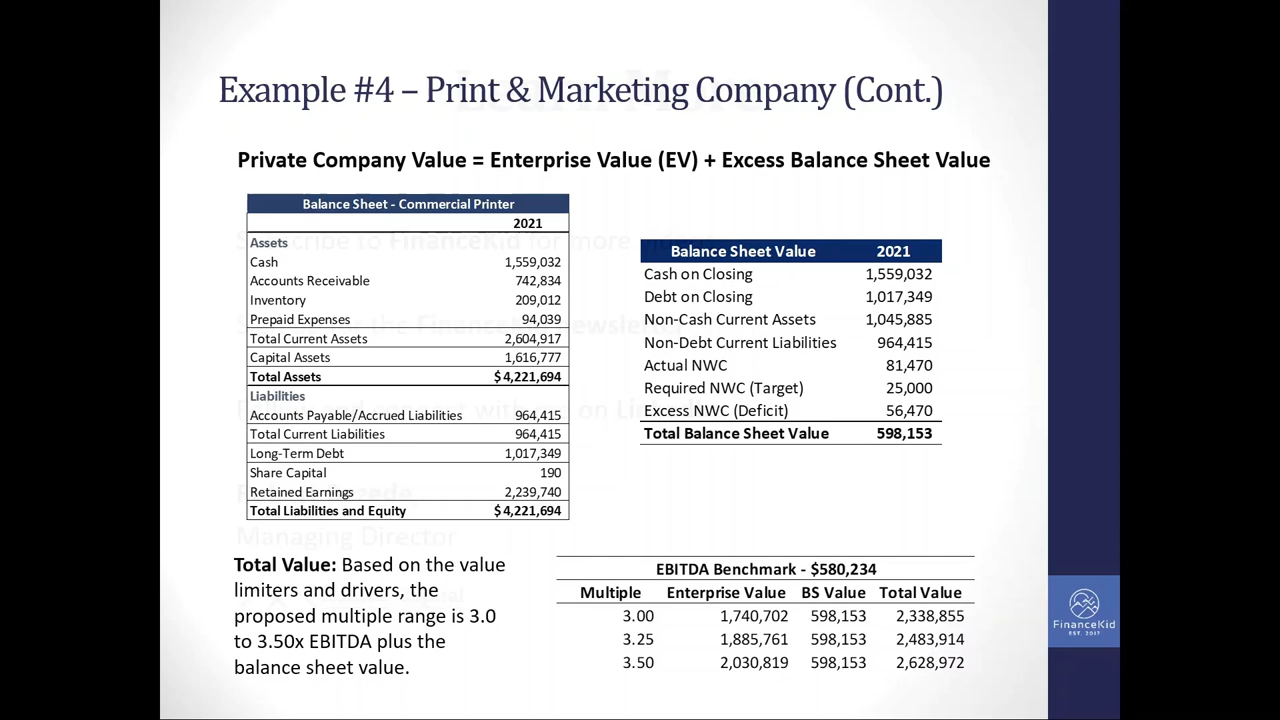 Example #4 – Print & Marketing Company (Cont.)
Private Company Value = Enterprise Value (EV) + Excess Balance Sheet Value
Balance Sheet - Commercial Printer
2021
Assets
Cash 1,559,032
Accounts Receivable 742,834
Inventory 209,012
Prepaid Expenses 94,039
Total Current Assets 2,604,917
Capital Assets 1,616,777
Total Assets $ 4,221,694
Liabilities
Accounts Payable/Accrued Liabilities 964,415
Total Current Liabilities 964,415
Long-Term Debt 1,017,349
Share Capital 190
Retained Earnings 2,239,740
Total Liabilities and Equity $ 4,221,694
Balance Sheet Value 2021
Cash on Closing 1,559,032
Debt on Closing 1,017,349
Non-Cash Current Assets 1,045,885
Non-Debt Current Liabilities 964,415
Actual NWC 81,470
Required NWC (Target) 25,000
Excess NWC (Deficit) 56,470
Total Balance Sheet Value 598,153
Managing Director
Total Value: Based on the value
limiters and drivers, the
proposed multiple range is 3.0
to 3.50x EBITDA plus the
balance sheet value.
EBITDA Benchmark - $580,234
Multiple Enterprise Value BS Value Total Value
3.00 1,740,702 598,153 2,338,855
3.25 1,885,761 598,153 2,483,914
3.50 2,030,819 598,153 2,628,972
FinanceKid
EST. 2017